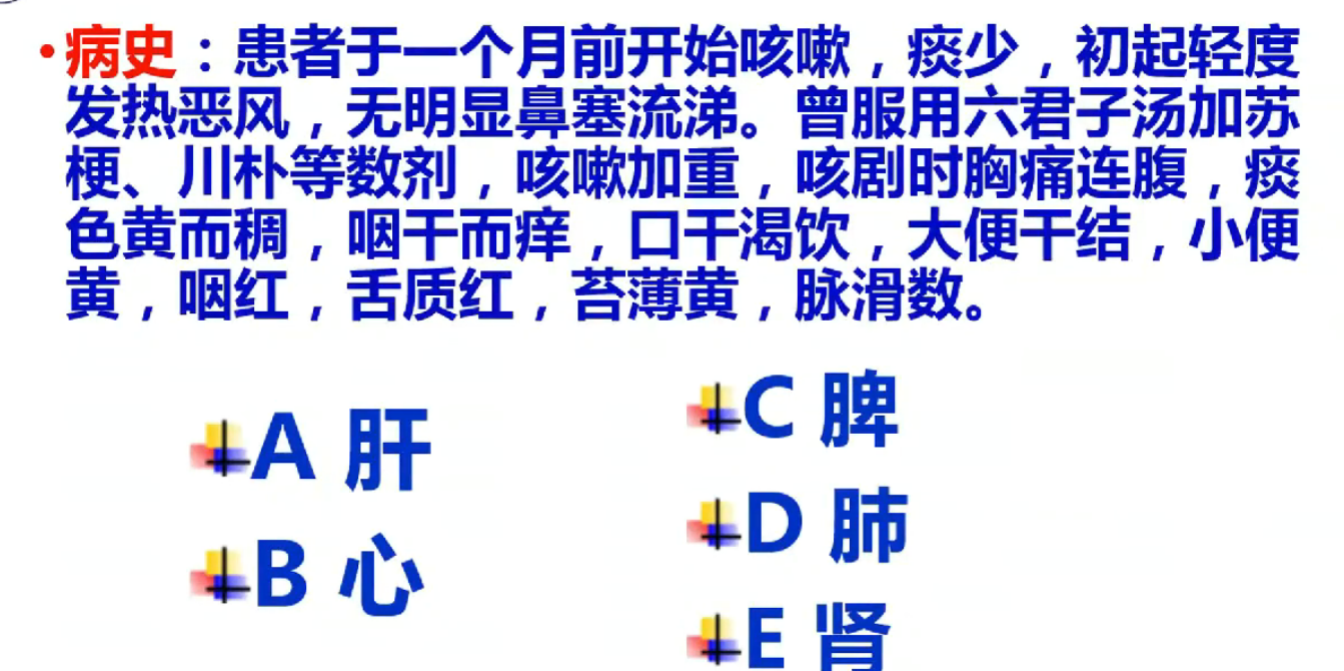 •病史：患者于一个月前开始咳嗽，痰少，初起轻度
发热恶风，无明显鼻塞流涕。曾服用六君子汤加苏
梗、川朴等数剂，咳嗽加重，咳剧时胸痛连腹，痰
色黄而稠，咽干而痒，口干渴饮，大便干结，小便
黄，咽红，舌质红，苔薄黄，脉滑数。
A 肝
B 心
C 脾
D 肺
E 肾